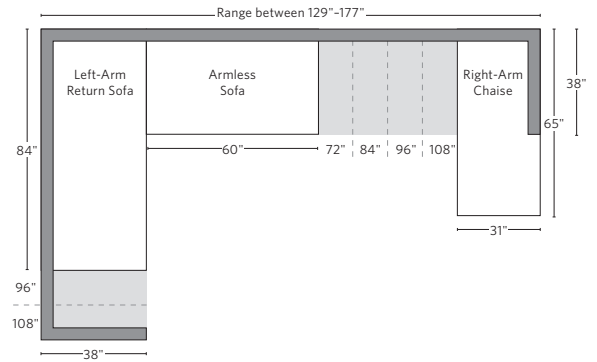 Range between 129"–177"
Left-Arm
Return Sofa
Armless
Sofa
Right-Arm
Chaise
38"
65"
84"
60"
72"
84"
96"
108"
31"
96"
108"
38"